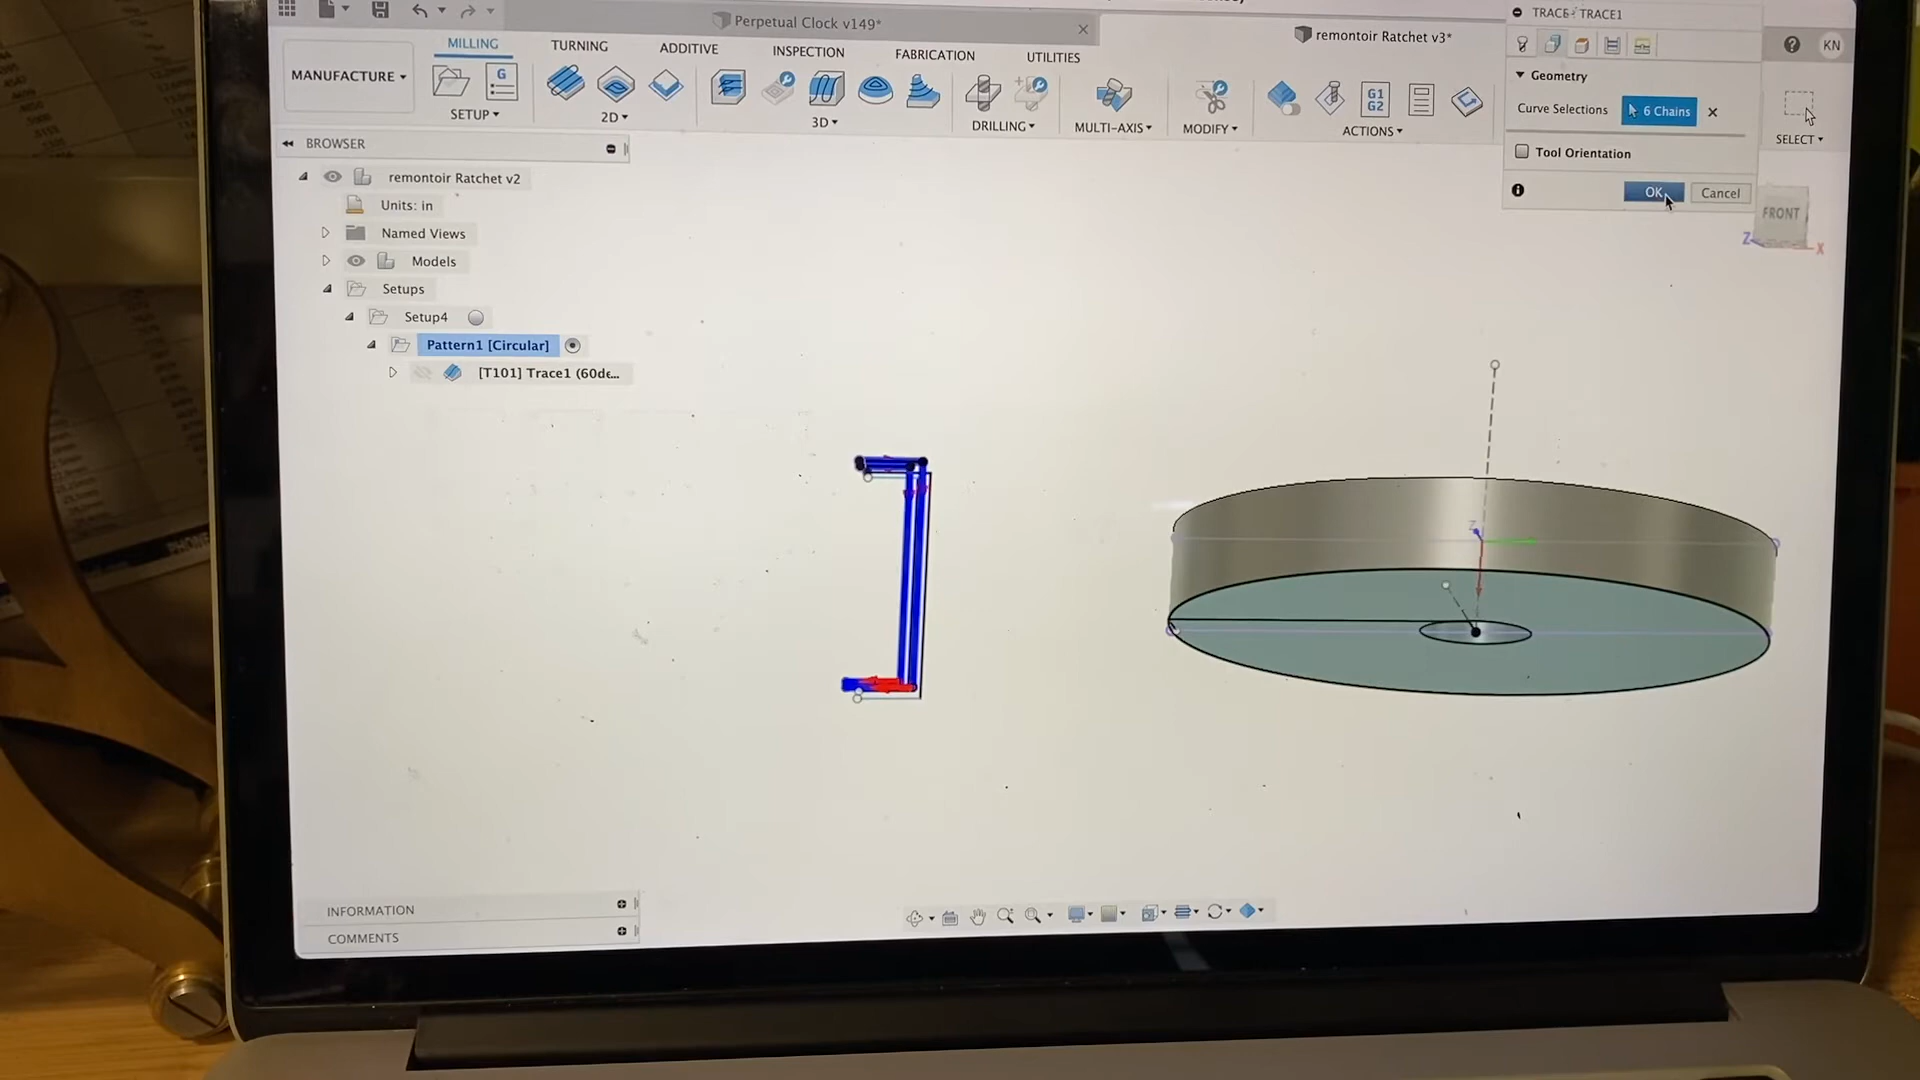 Perpetual Clock v149*
remontoir Ratchet v3*
TRACE : TRACE1
KN
MILLING TURNING ADDITIVE INSPECTION FABRICATION UTILITIES
MANUFACTURE
G
G1
G2
SETUP 2D 3D DRILLING MULTI-AXIS MODIFY ACTIONS SELECT
Geometry
Curve Selections 6 Chains
Tool Orientation
OK Cancel
BROWSER
remontoir Ratchet v2
Units: in
Named Views
Models
Setups
Setup4
Pattern1 [Circular]
[T101] Trace1 (60de...
FRONT
Z X
Z
INFORMATION
COMMENTS